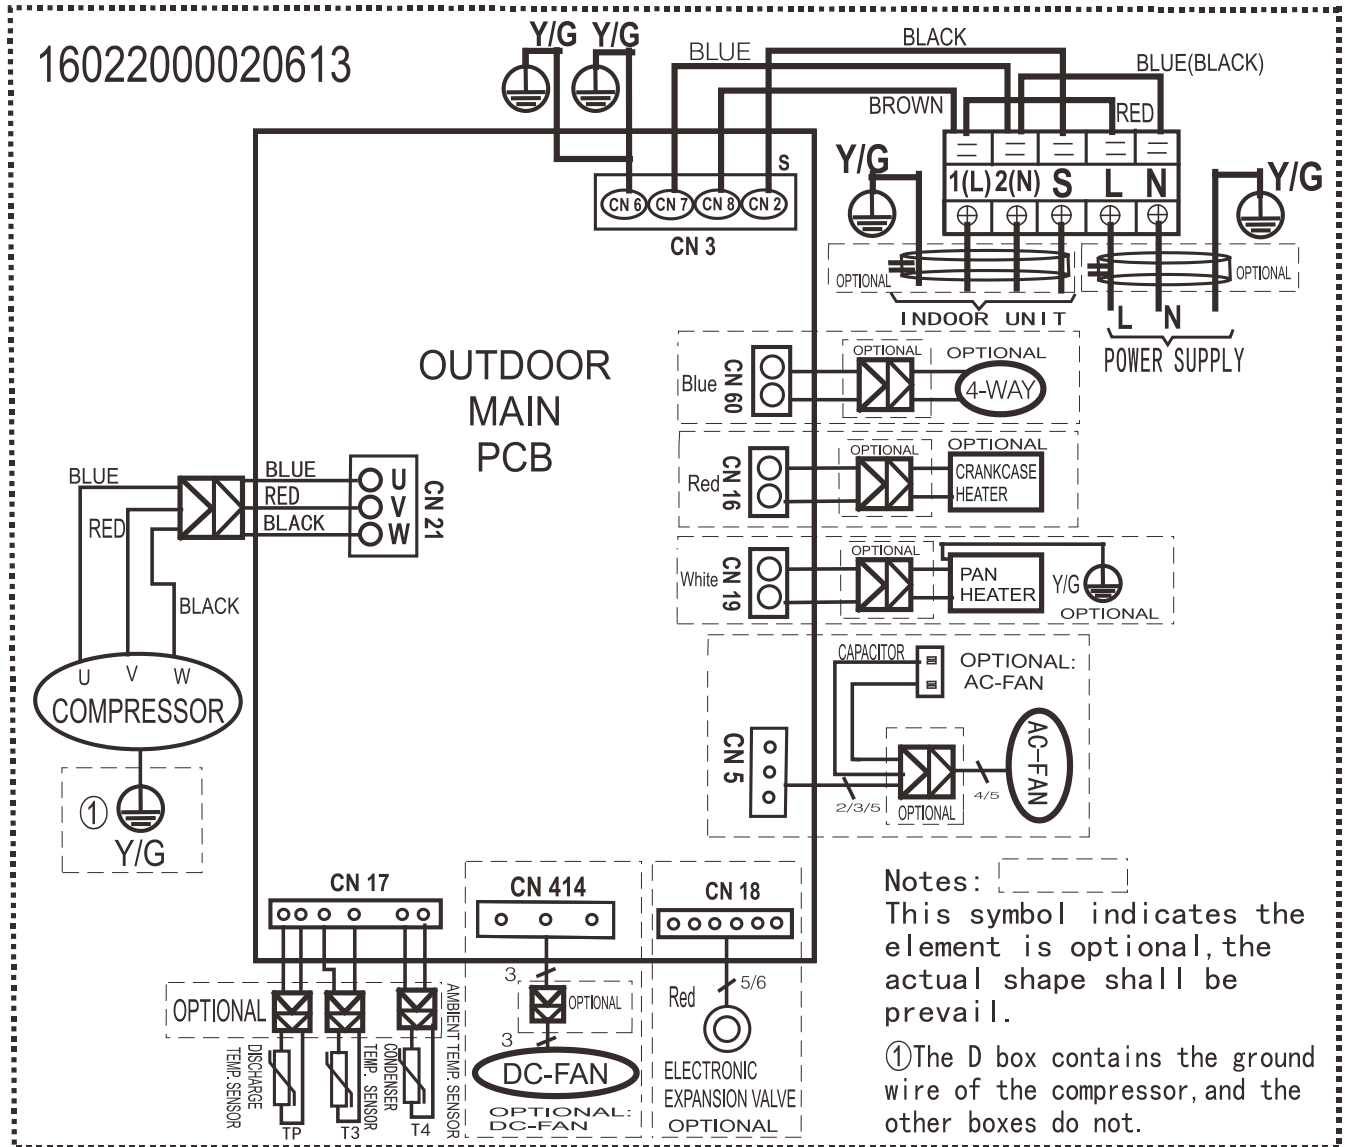 16022000020613
Y/G Y/G
BLUE
BLACK
BLUE(BLACK)
BROWN
RED
S
CN 6 CN 7 CN 8 CN 2
CN 3
Y/G
1(L) 2(N) S L N
Y/G
OPTIONAL
OPTIONAL
INDOOR UNIT
L N
POWER SUPPLY
OUTDOOR
MAIN
PCB
Blue
CN 60
OPTIONAL
OPTIONAL
4-WAY
Red
CN 16
OPTIONAL
OPTIONAL
CRANKCASE
HEATER
White
CN 19
OPTIONAL
PAN
HEATER
Y/G
OPTIONAL
BLUE
RED
BLACK
BLUE
RED
BLACK
U
V
W
CN 21
U V W
COMPRESSOR
①
Y/G
CAPACITOR
OPTIONAL:
AC-FAN
CN 5
2/3/5
OPTIONAL
4/5
AC-FAN
CN 17
OPTIONAL
DISCHARGE
TEMP. SENSOR
TP
TEMP. SENSOR
T3
CONDENSER
T4
AMBIENT TEMP. SENSOR
CN 414
3
OPTIONAL
3
DC-FAN
OPTIONAL:
DC-FAN
CN 18
Red
5/6
ELECTRONIC
EXPANSION VALVE
OPTIONAL
Notes:
This symbol indicates the
element is optional,the
actual shape shall be
prevail.
①The D box contains the ground
wire of the compressor,and the
other boxes do not.